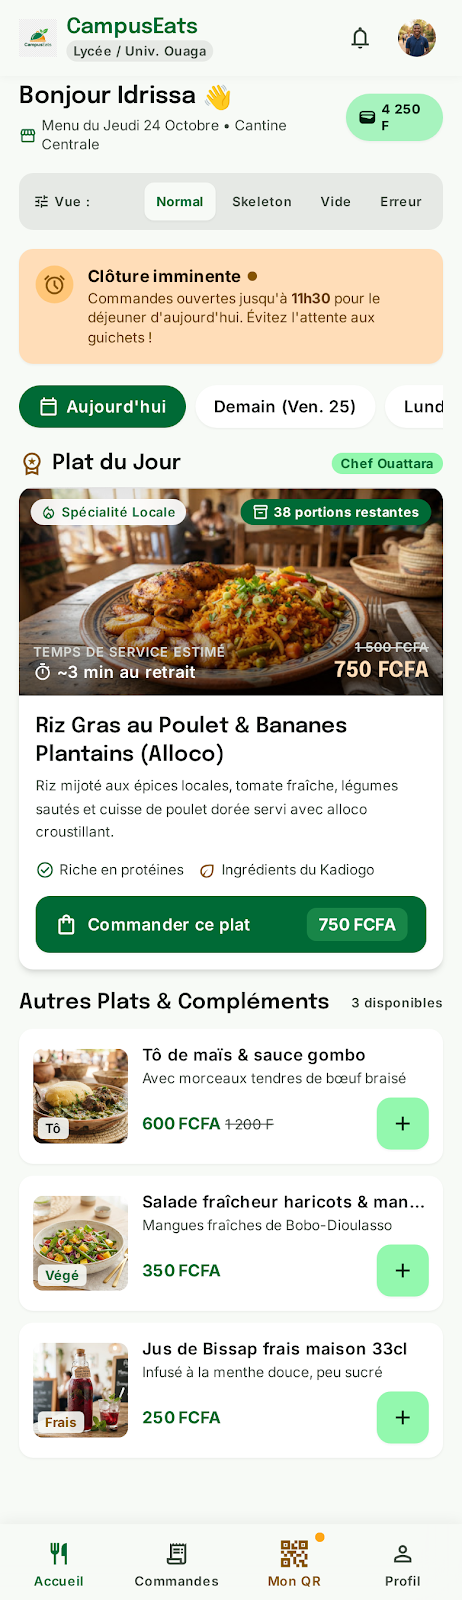 CampusEats
CampusEats
Lycée / Univ. Ouaga
Bonjour Idrissa 👋
Menu du Jeudi 24 Octobre • Cantine
Centrale
4 250
F
Vue :
Normal
Skeleton
Vide
Erreur
Clôture imminente
Commandes ouvertes jusqu'à 11h30 pour le
déjeuner d'aujourd'hui. Évitez l'attente aux
guichets !
Aujourd'hui
Demain (Ven. 25)
Lund
Plat du Jour
Chef Ouattara
Spécialité Locale
38 portions restantes
TEMPS DE SERVICE ESTIMÉ
~3 min au retrait
1 500 FCFA
750 FCFA
Riz Gras au Poulet & Bananes
Plantains (Alloco)
Riz mijoté aux épices locales, tomate fraîche, légumes
sautés et cuisse de poulet dorée servi avec alloco
croustillant.
Riche en protéines
Ingrédients du Kadiogo
Commander ce plat
750 FCFA
Autres Plats & Compléments
3 disponibles
Tô de maïs & sauce gombo
Avec morceaux tendres de bœuf braisé
Tô
600 FCFA 1 200 F
+
Salade fraîcheur haricots & man...
Mangues fraîches de Bobo-Dioulasso
Végé
350 FCFA
+
Jus de Bissap frais maison 33cl
Infusé à la menthe douce, peu sucré
Frais
250 FCFA
+
Accueil
Commandes
Mon QR
Profil